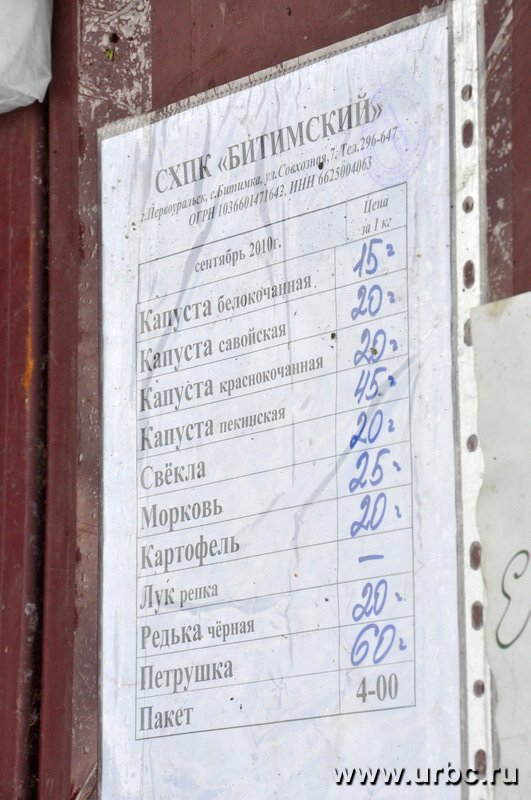 СХПК «БИТИМСКИЙ»
г.Первоуральск, с.Битимка, ул.Совхозная,7, Тел.296-647
ОГРН 1036601471642, ИНН 6625004063
сентябрь 2010г. Цена за 1 кг
Капуста белокочанная 15=
Капуста савойская 20=
Капуста краснокочанная 20=
Капуста пекинская 45=
Свёкла 20=
Морковь 25=
Картофель 20=
Лук репка –
Редька чёрная 20=
Петрушка 60=
Пакет 4-00
www.urbc.ru